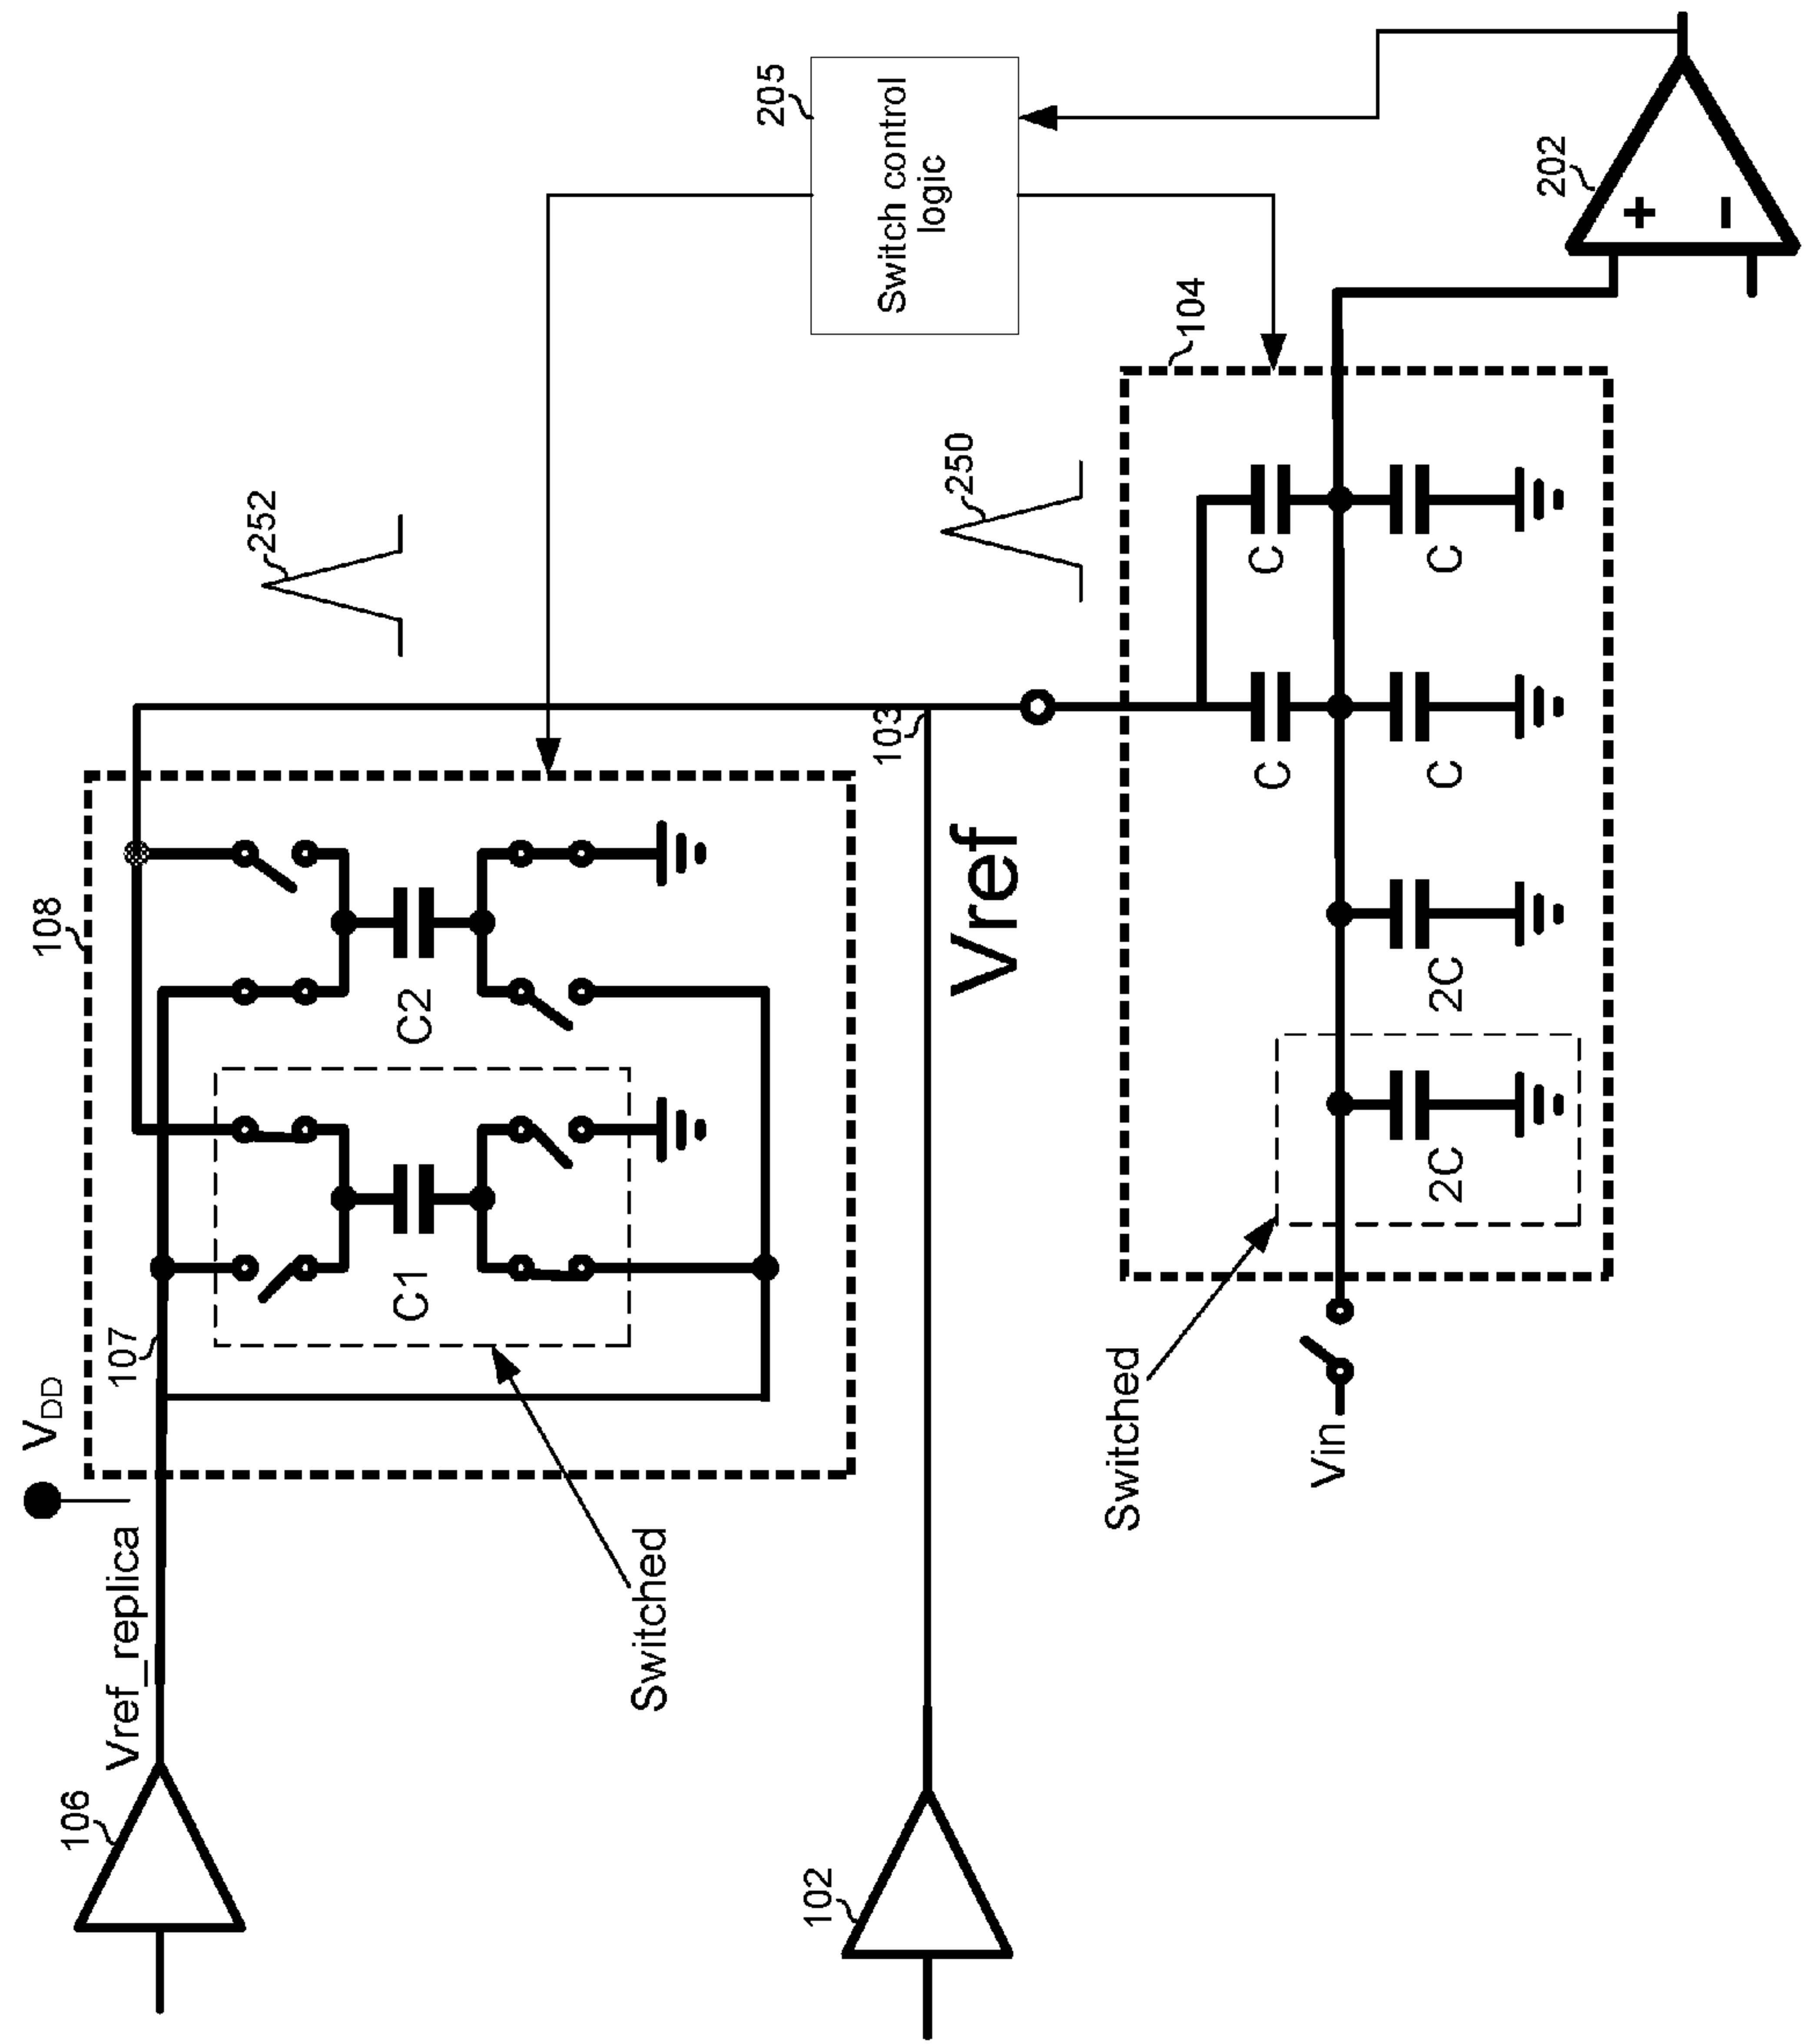 106
Vref_replica
VDD
107
108
C1
C2
Switched
252
102
Vref
103
250
205
Switch control
logic
104
Switched
Vin
2C
2C
C
C
C
C
202
+
-